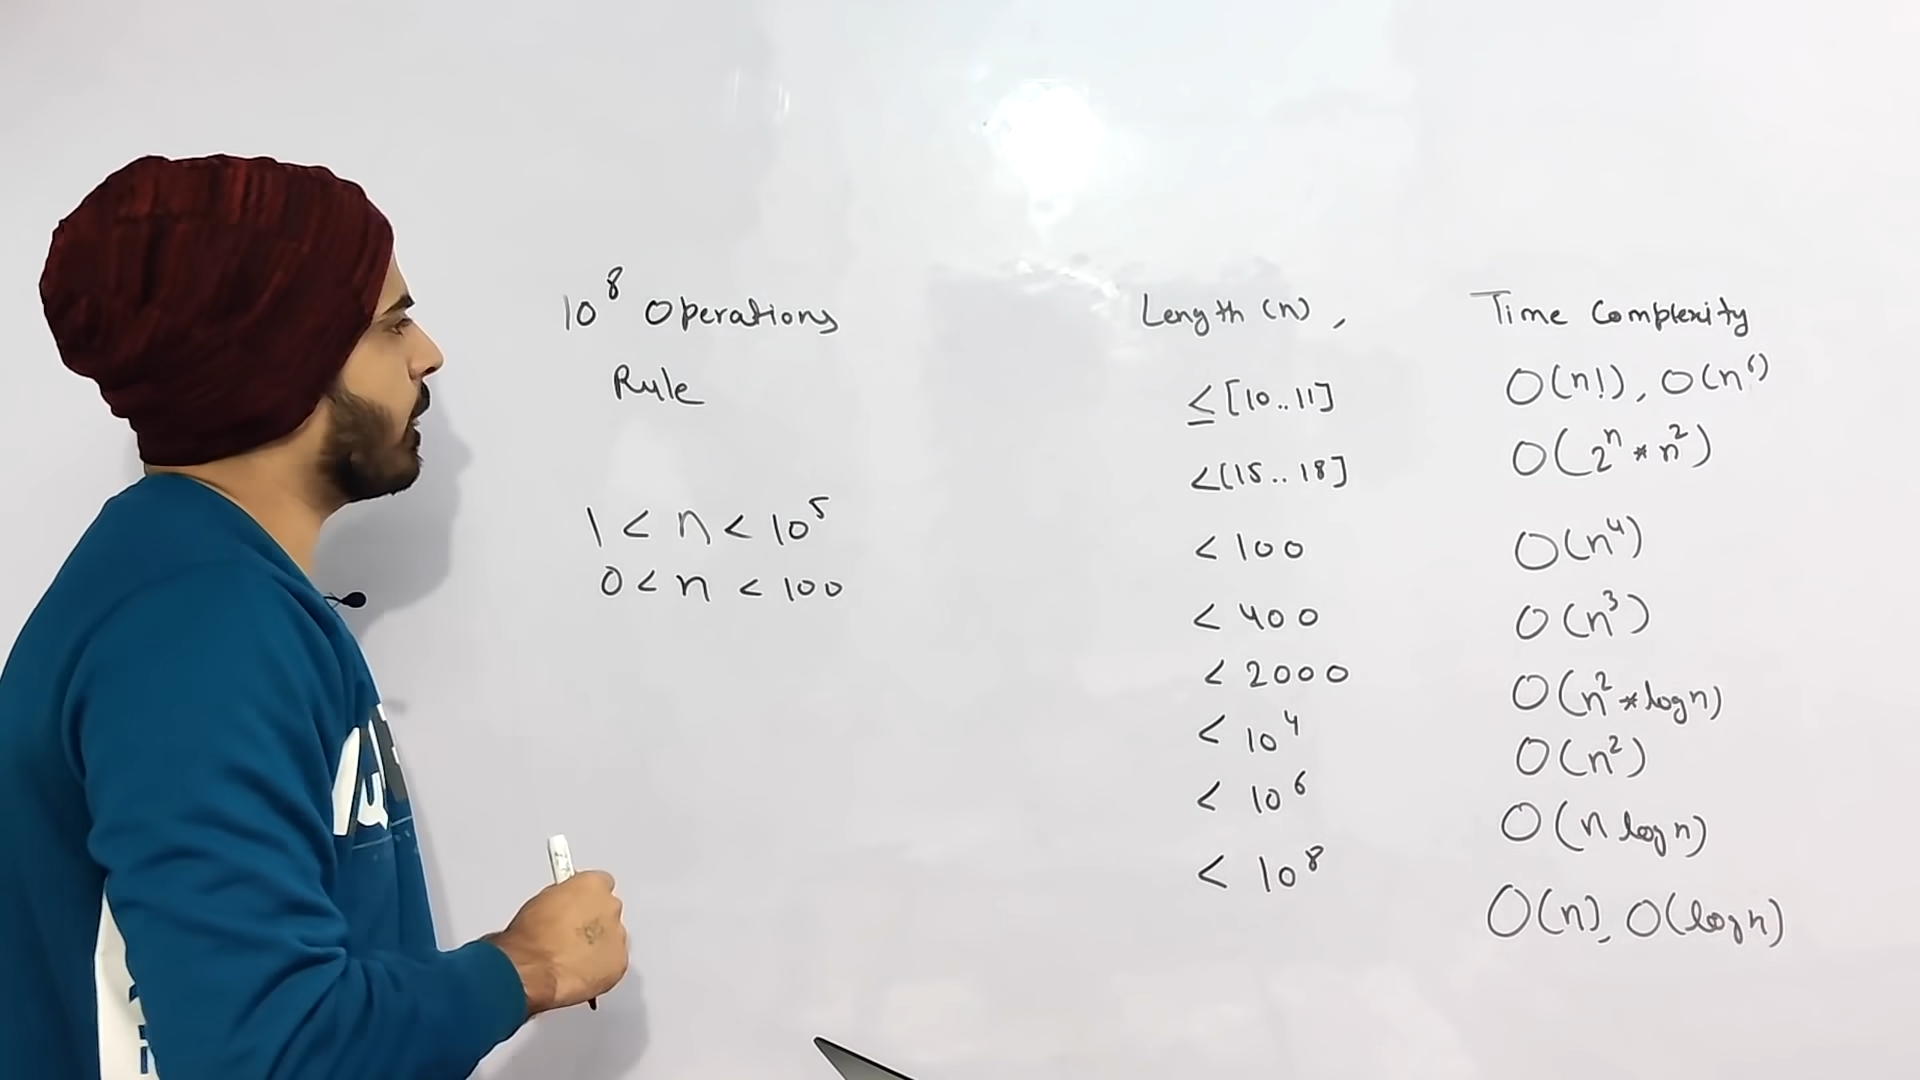 10^8 Operations
Rule
1 < n < 10^5
0 < n < 100
Length (n) , Time Complexity
≤ [10..11] O(n!), O(n^6)
<[15..18] O(2^n * n^2)
< 100 O(n^4)
< 400 O(n^3)
< 2000 O(n^2 * log n)
< 10^4 O(n^2)
< 10^6 O(n log n)
< 10^8 O(n), O(log n)